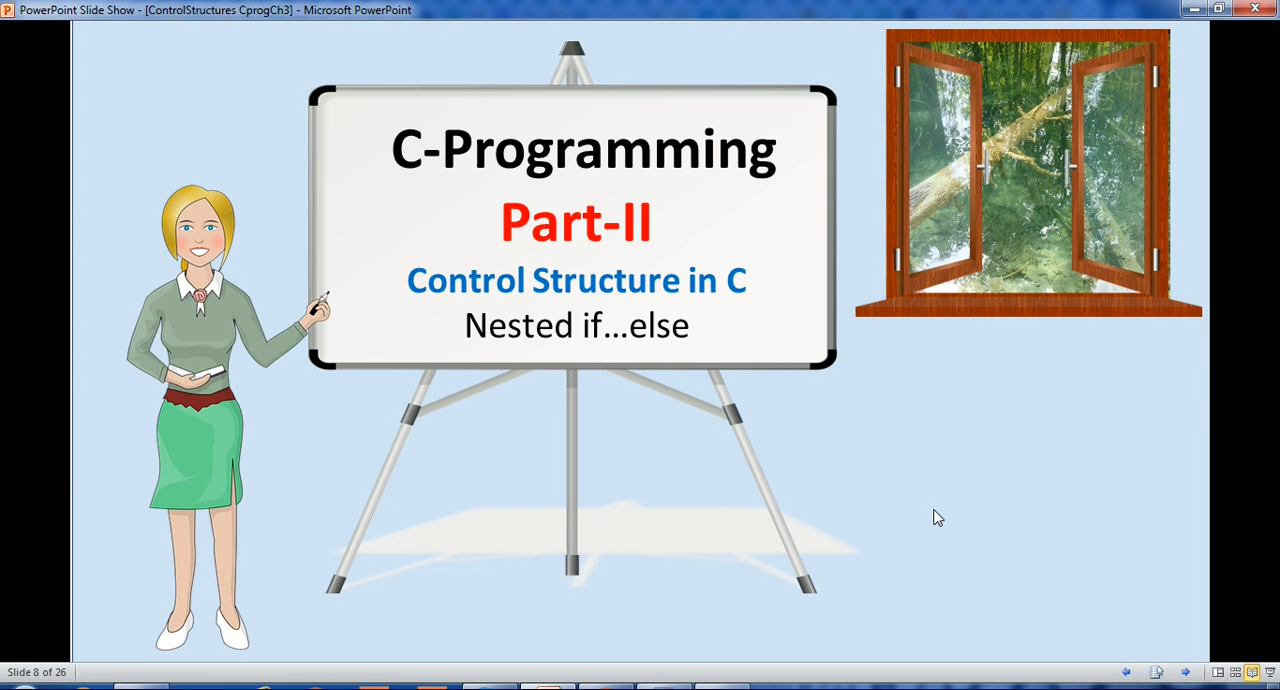 PowerPoint Slide Show - [ControlStructures CprogCh3] - Microsoft PowerPoint
C-Programming
Part-II
Control Structure in C
Nested if...else
Slide 8 of 26